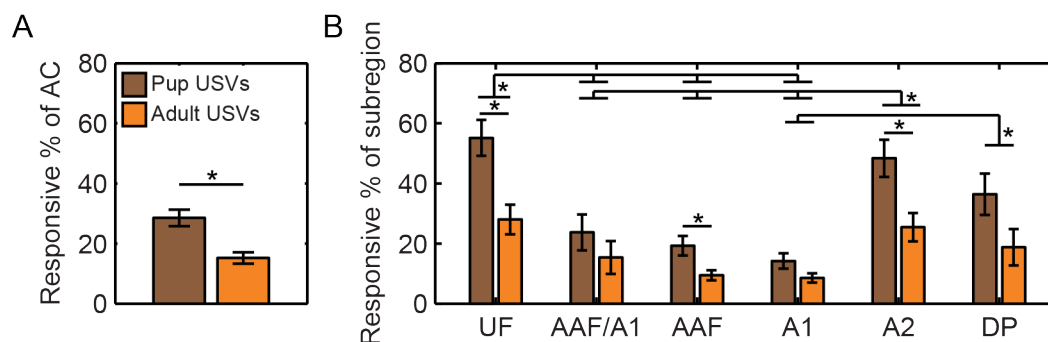 A
B
Responsive % of AC
80
60
40
20
0
Pup USVs
Adult USVs
*
Responsive % of subregion
80
60
40
20
0
*
*
*
*
*
*
UF
AAF/A1
AAF
A1
A2
DP